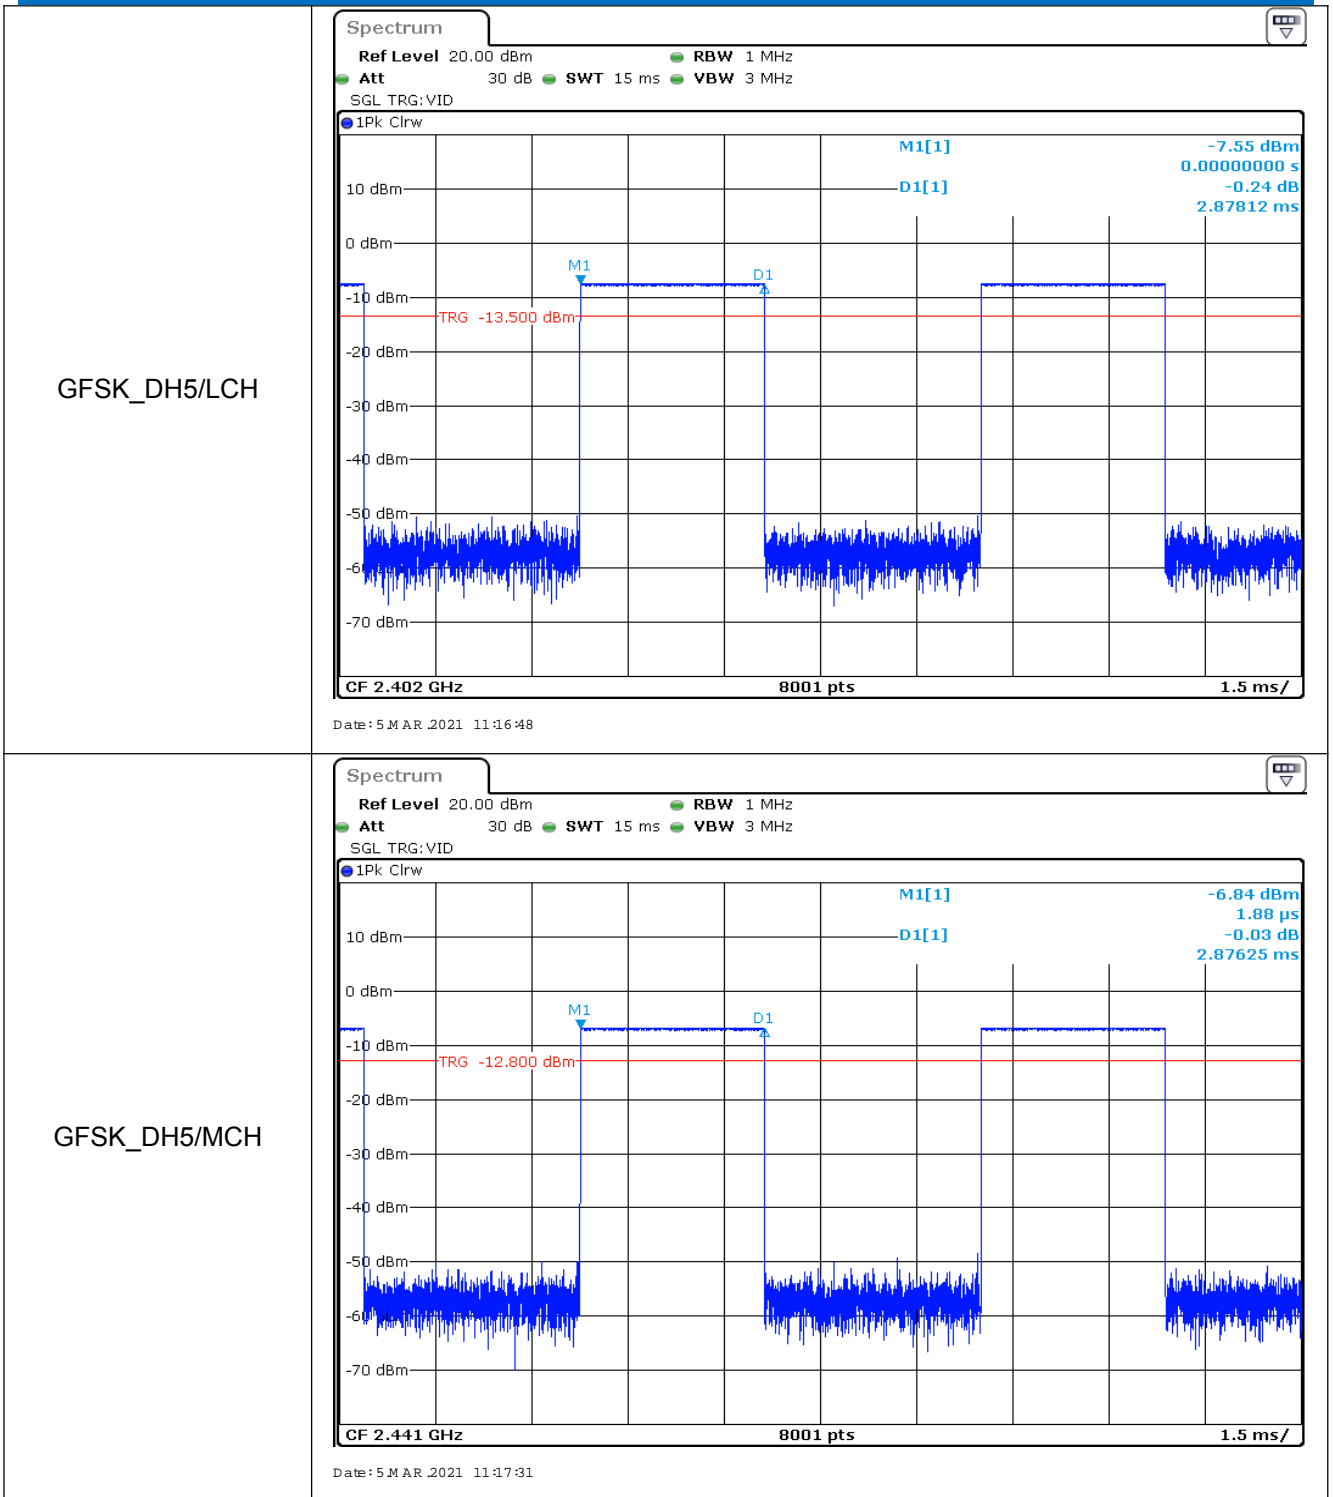 GFSK_DH5/LCH
Spectrum
Ref Level 20.00 dBm RBW 1 MHz
Att 30 dB SWT 15 ms VBW 3 MHz
SGL TRG:VID
1Pk Clrw
M1[1] -7.55 dBm
0.00000000 s
10 dBm D1[1] -0.24 dB
2.87812 ms
0 dBm
M1
D1
-10 dBm
TRG -13.500 dBm
-20 dBm
-30 dBm
-40 dBm
-50 dBm
-70 dBm
CF 2.402 GHz 8001 pts 1.5 ms/
Date: 5.MAR.2021 11:16:48
GFSK_DH5/MCH
Spectrum
Ref Level 20.00 dBm RBW 1 MHz
Att 30 dB SWT 15 ms VBW 3 MHz
SGL TRG:VID
1Pk Clrw
M1[1] -6.84 dBm
1.88 µs
10 dBm D1[1] -0.03 dB
2.87625 ms
0 dBm
M1
D1
-10 dBm
TRG -12.800 dBm
-20 dBm
-30 dBm
-40 dBm
-50 dBm
-70 dBm
CF 2.441 GHz 8001 pts 1.5 ms/
Date: 5.MAR.2021 11:17:31